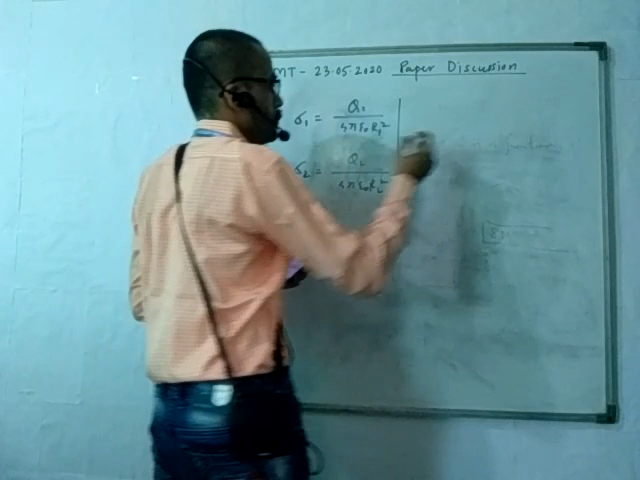 MT - 23.05.2020 Paper Discussion
σ₁ = Q₁ / 4πε₀R₁²
σ₂ = Q₂ / 4πε₀R₂²